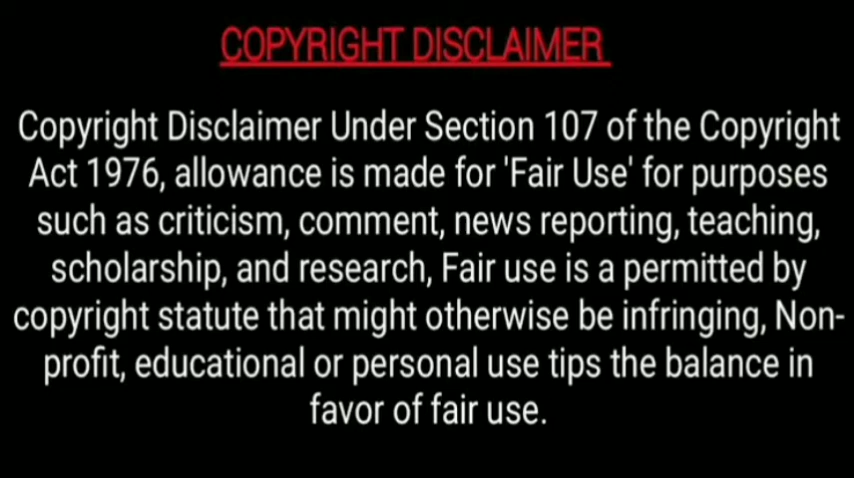 COPYRIGHT DISCLAIMER
Copyright Disclaimer Under Section 107 of the Copyright
Act 1976, allowance is made for 'Fair Use' for purposes
such as criticism, comment, news reporting, teaching,
scholarship, and research, Fair use is a permitted by
copyright statute that might otherwise be infringing, Non-
profit, educational or personal use tips the balance in
favor of fair use.